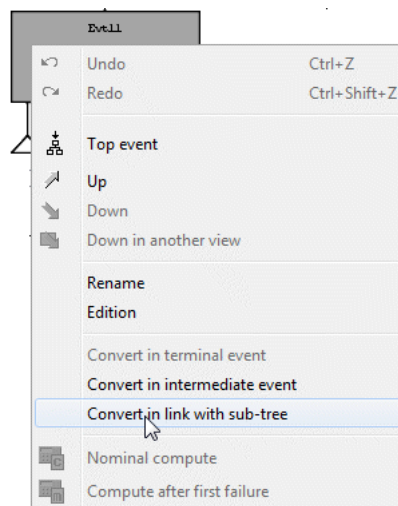 Evt11
Undo Ctrl+Z
Redo Ctrl+Shift+Z
Top event
Up
Down
Down in another view
Rename
Edition
Convert in terminal event
Convert in intermediate event
Convert in link with sub-tree
Nominal compute
Compute after first failure